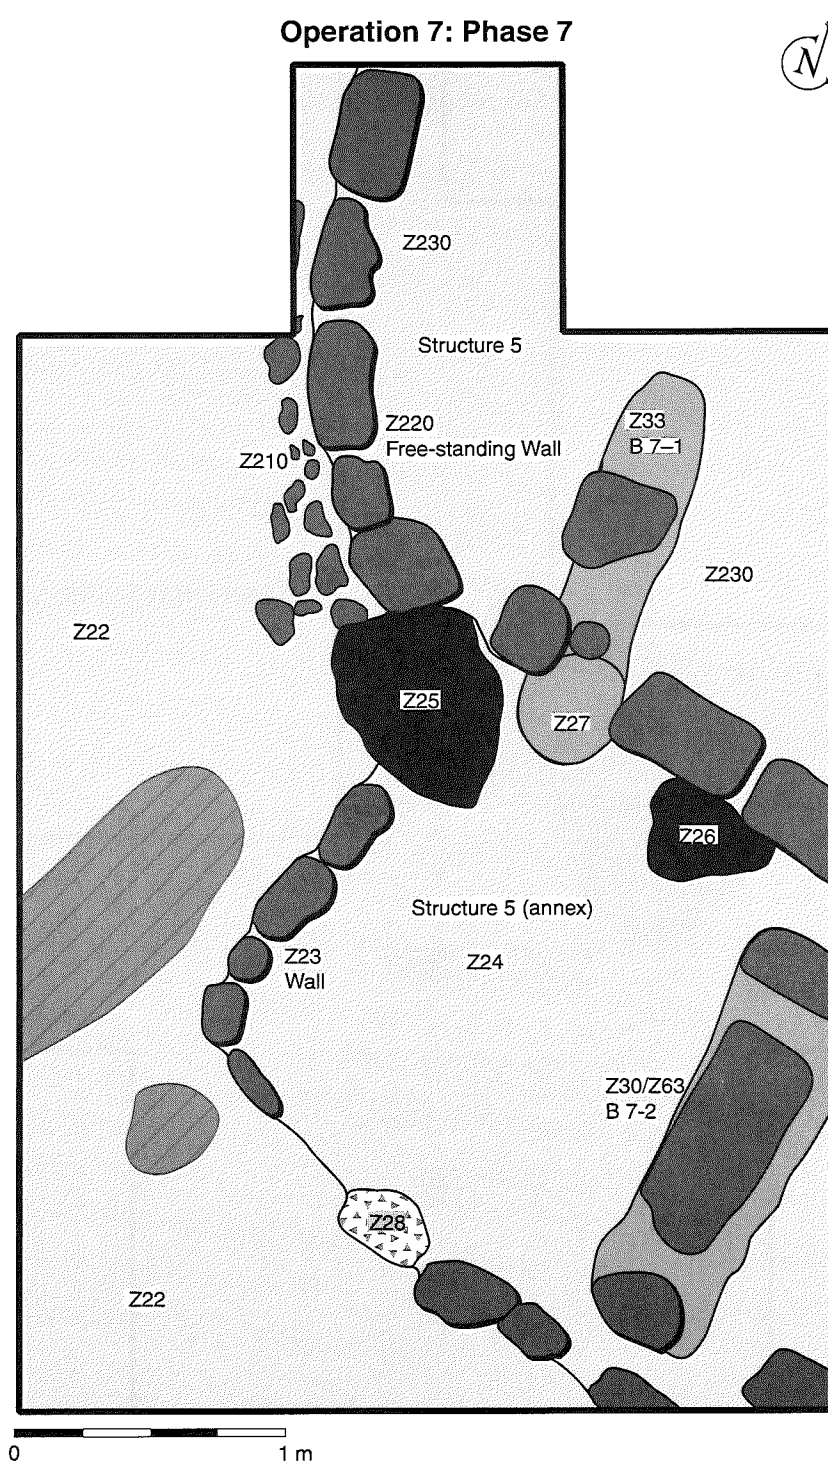 Operation 7: Phase 7
N
Z230
Structure 5
Z220
Free-standing Wall
Z33
B 7–1
Z210
Z230
Z22
Z25
Z27
Z26
Structure 5 (annex)
Z23
Wall
Z24
Z30/Z63
B 7-2
Z28
Z22
0
1 m